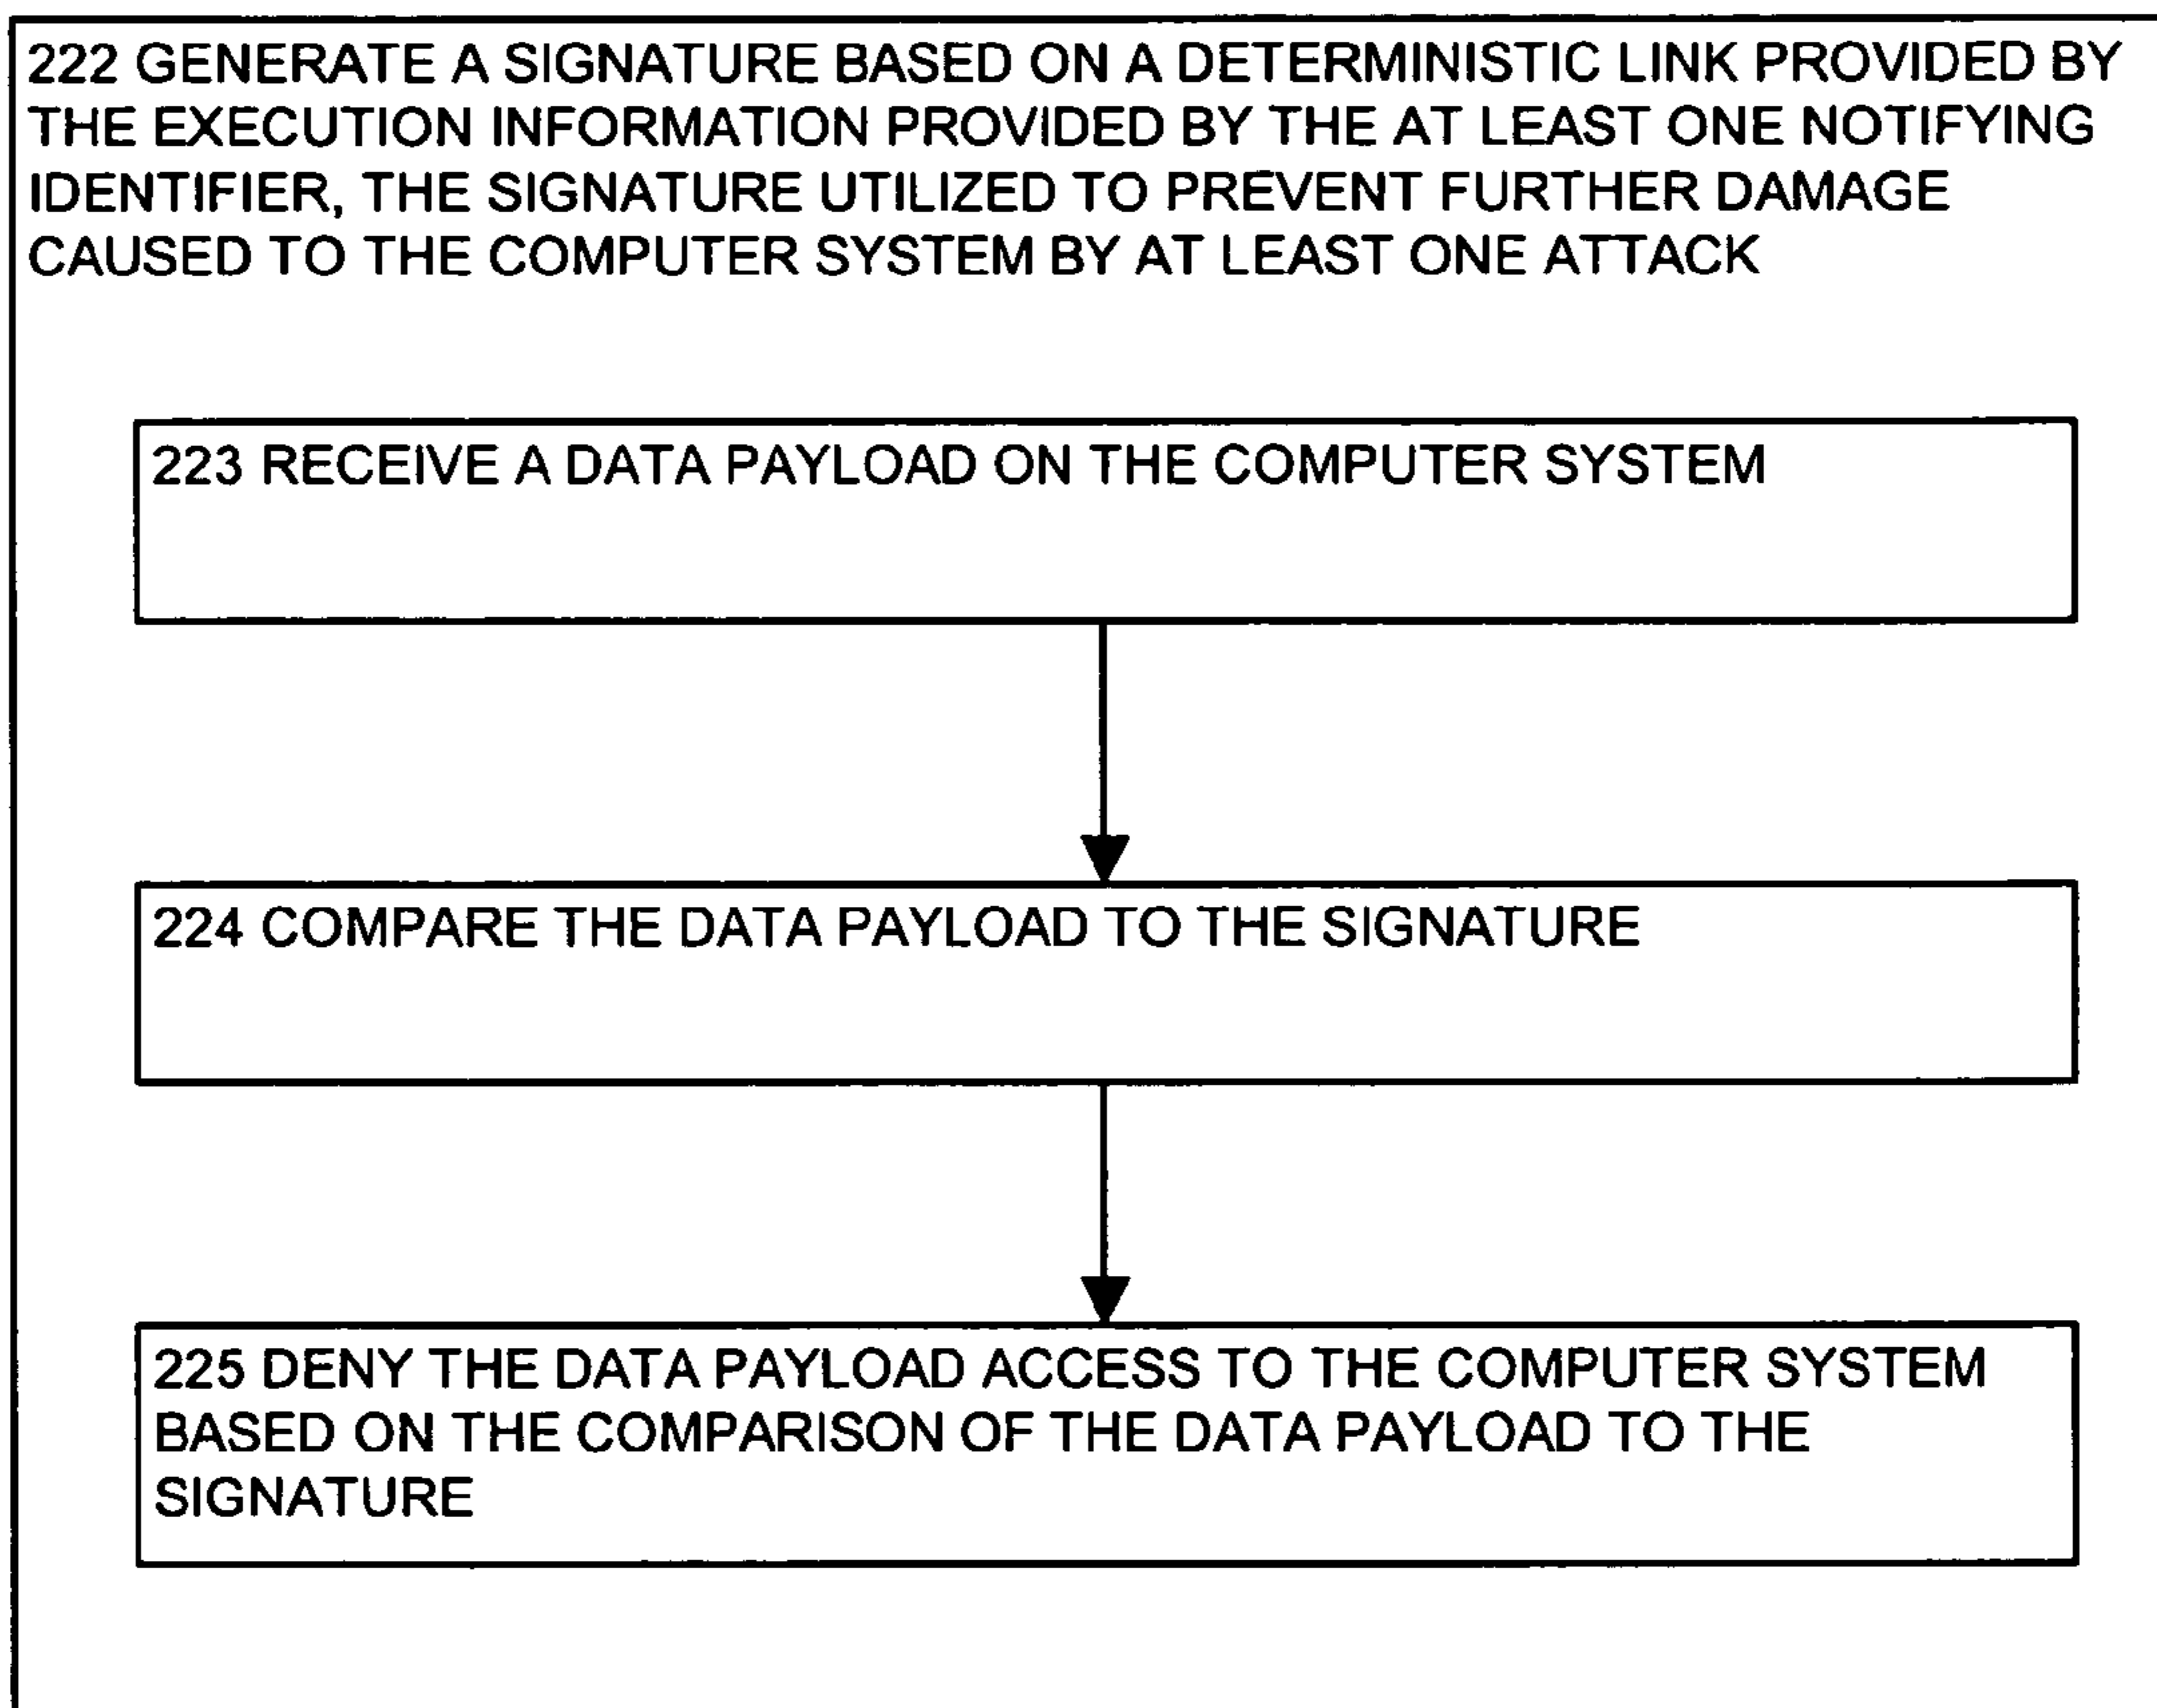 222 GENERATE A SIGNATURE BASED ON A DETERMINISTIC LINK PROVIDED BY
THE EXECUTION INFORMATION PROVIDED BY THE AT LEAST ONE NOTIFYING
IDENTIFIER, THE SIGNATURE UTILIZED TO PREVENT FURTHER DAMAGE
CAUSED TO THE COMPUTER SYSTEM BY AT LEAST ONE ATTACK
223 RECEIVE A DATA PAYLOAD ON THE COMPUTER SYSTEM
224 COMPARE THE DATA PAYLOAD TO THE SIGNATURE
225 DENY THE DATA PAYLOAD ACCESS TO THE COMPUTER SYSTEM
BASED ON THE COMPARISON OF THE DATA PAYLOAD TO THE
SIGNATURE